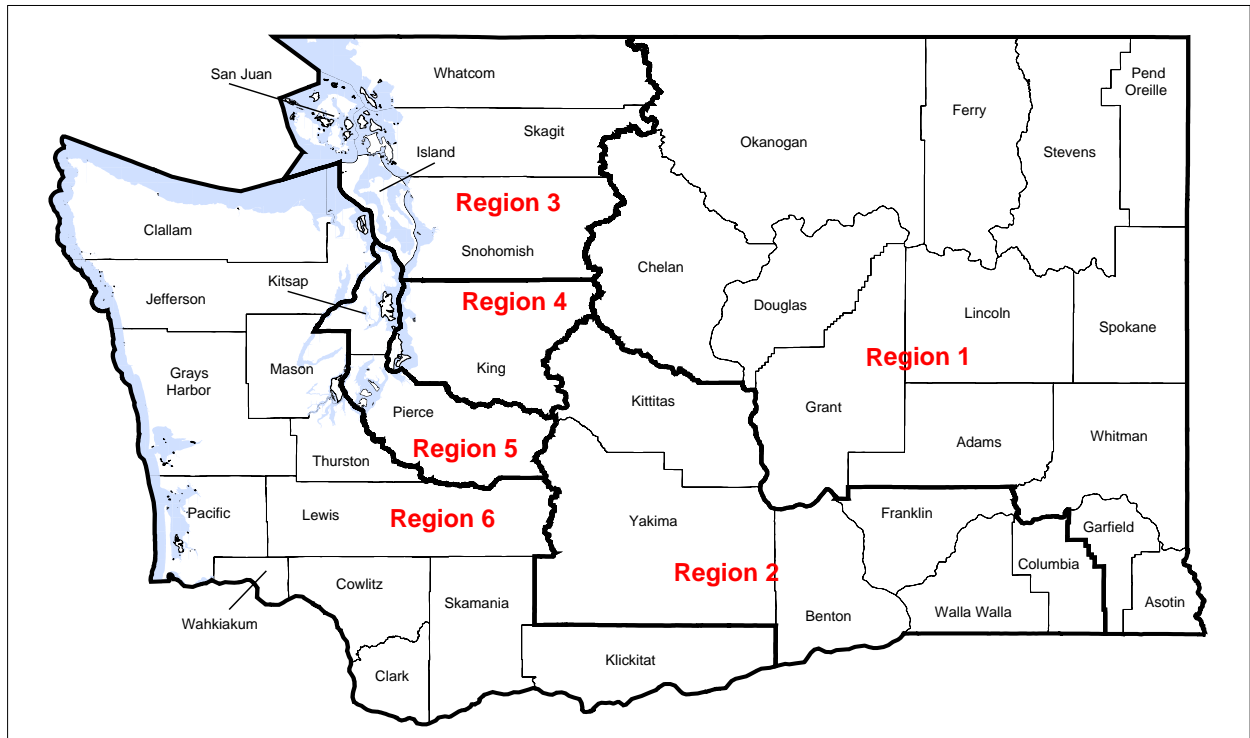 San Juan
Whatcom
Pend
Oreille
Ferry
Skagit
Okanogan
Island
Stevens
Region 3
Clallam
Snohomish
Chelan
Kitsap
Jefferson
Region 4
Douglas
Lincoln
Spokane
Region 1
Mason
King
Grays
Harbor
Kittitas
Grant
Pierce
Adams
Whitman
Region 5
Thurston
Pacific
Lewis
Region 6
Yakima
Franklin
Garfield
Region 2
Columbia
Cowlitz
Skamania
Asotin
Wahkiakum
Benton
Walla Walla
Klickitat
Clark